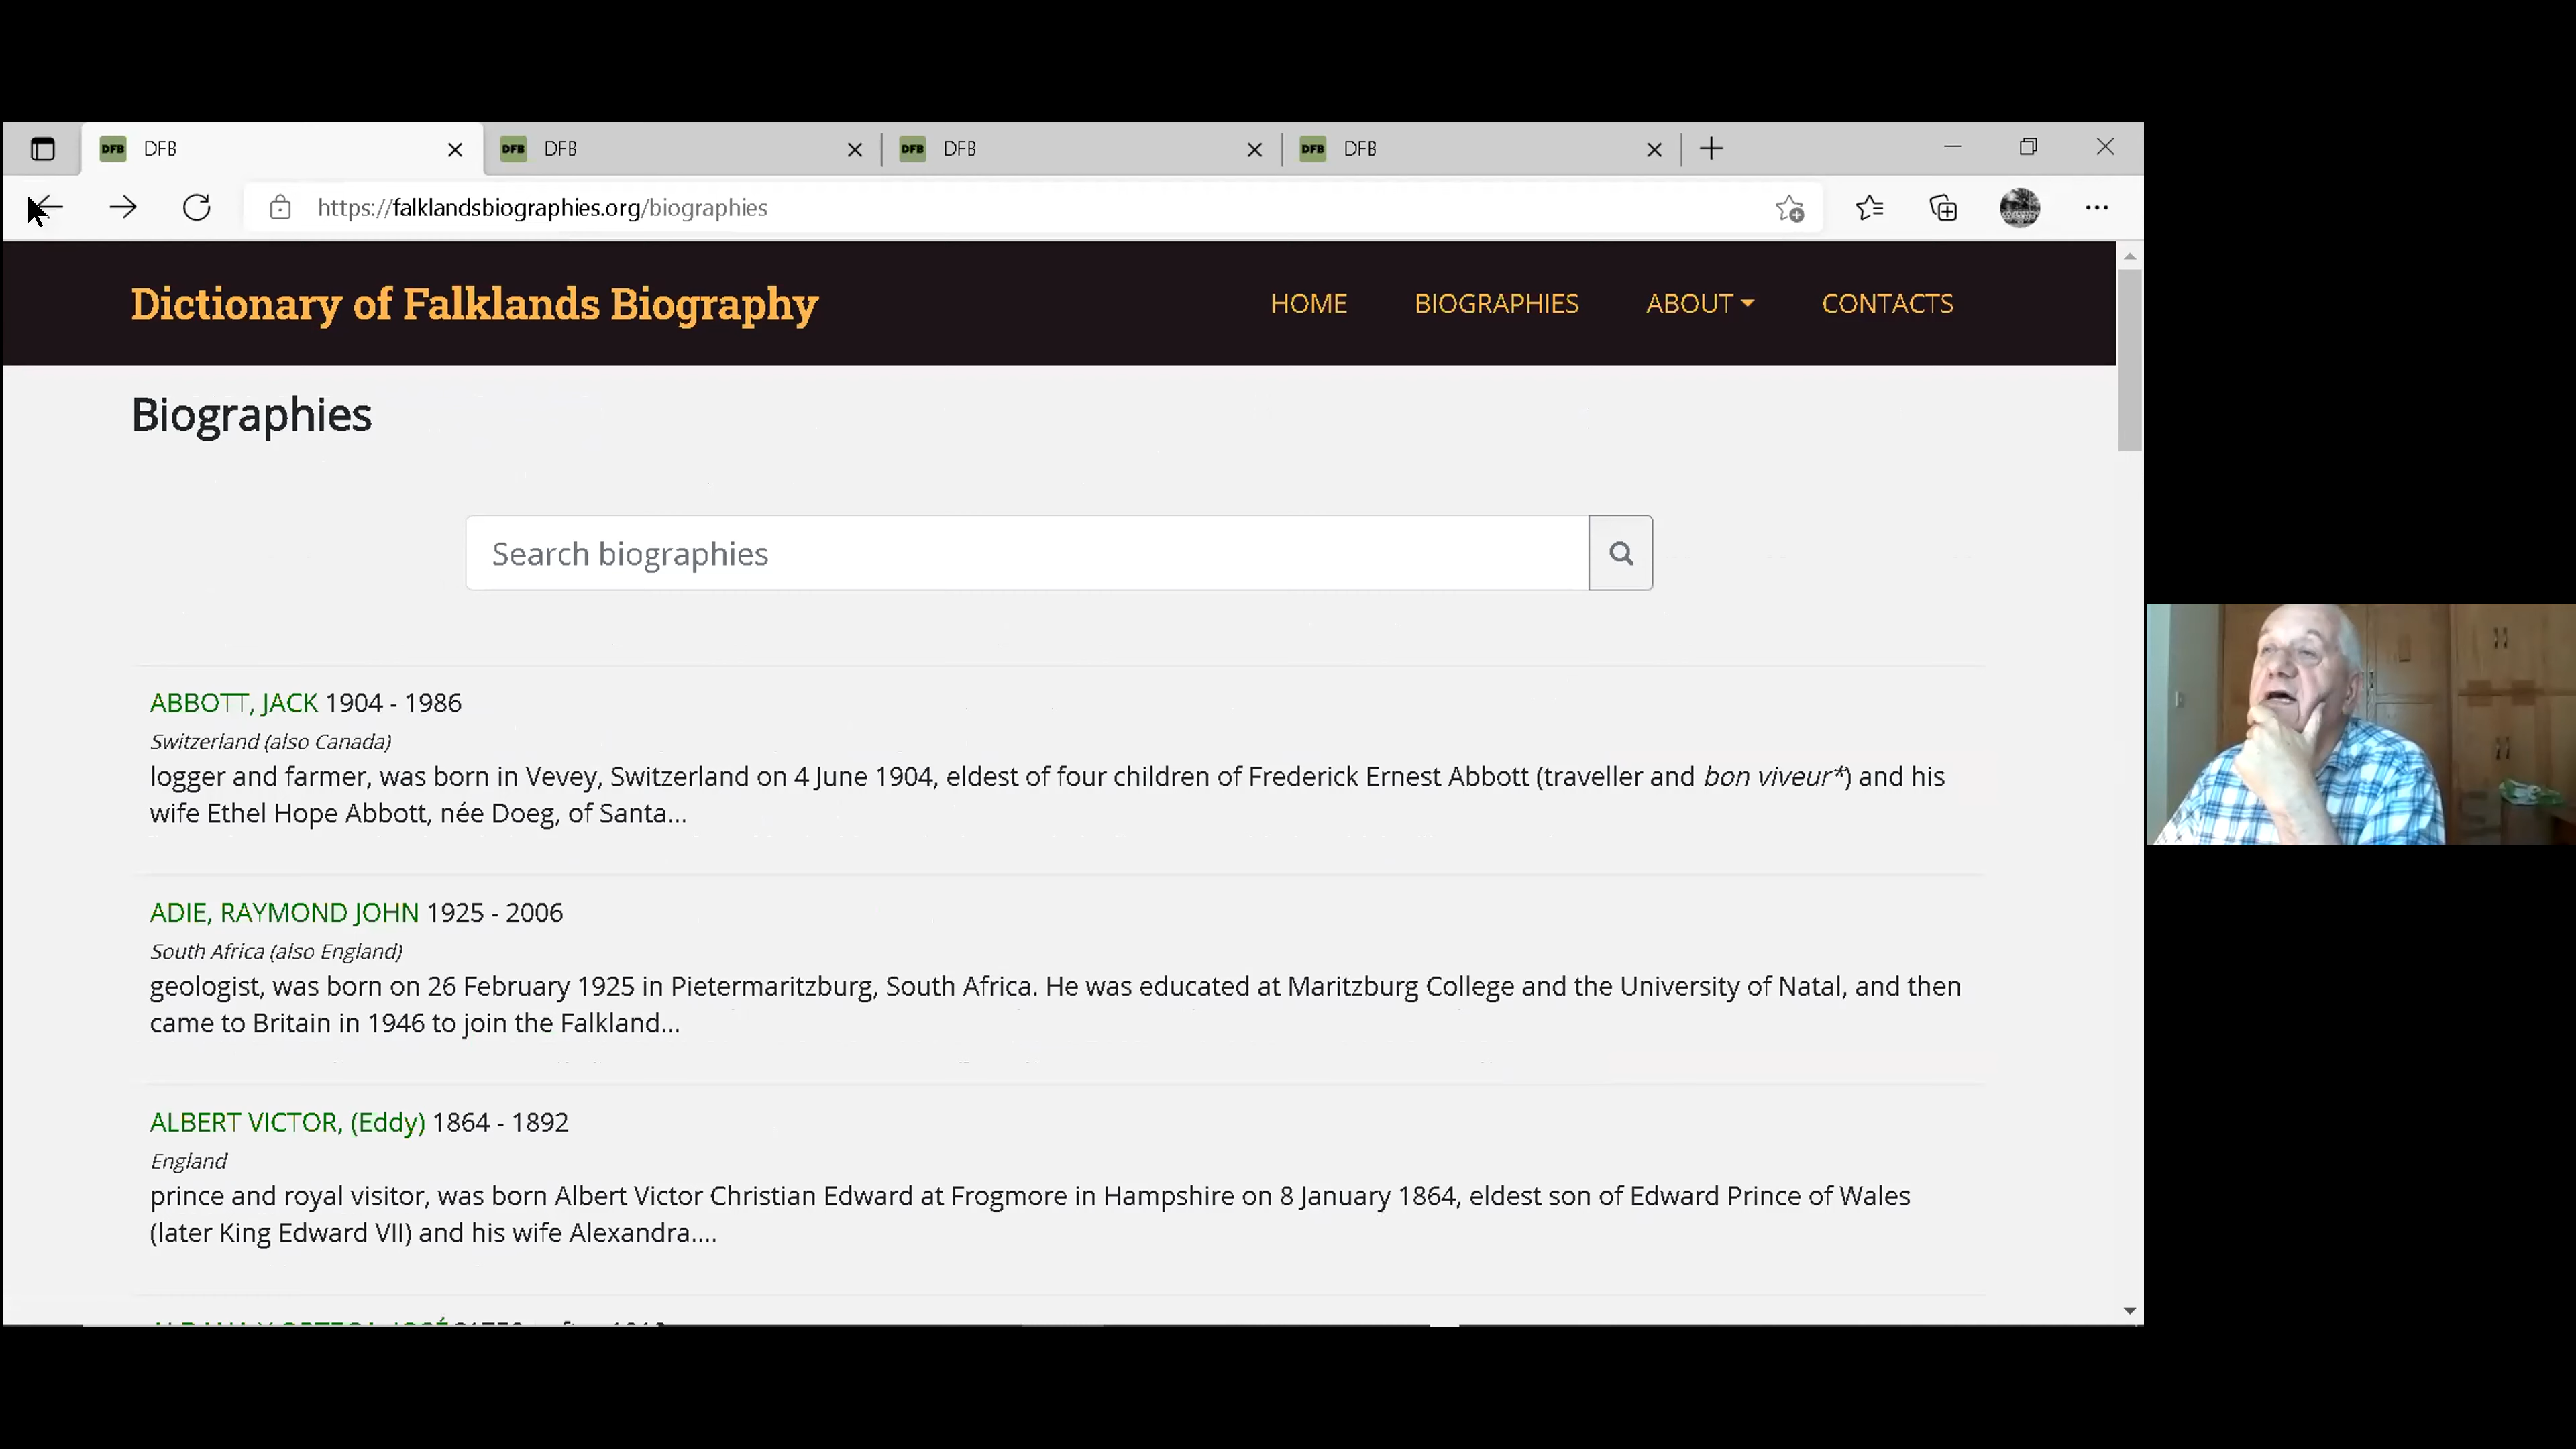 DFB DFB
DFB DFB
DFB DFB
DFB DFB
https://falklandsbiographies.org/biographies
Dictionary of Falklands Biography
HOME
BIOGRAPHIES
ABOUT
CONTACTS
Biographies
Search biographies
ABBOTT, JACK 1904 - 1986
Switzerland (also Canada)
logger and farmer, was born in Vevey, Switzerland on 4 June 1904, eldest of four children of Frederick Ernest Abbott (traveller and bon viveur*) and his
wife Ethel Hope Abbott, née Doeg, of Santa...
ADIE, RAYMOND JOHN 1925 - 2006
South Africa (also England)
geologist, was born on 26 February 1925 in Pietermaritzburg, South Africa. He was educated at Maritzburg College and the University of Natal, and then
came to Britain in 1946 to join the Falkland...
ALBERT VICTOR, (Eddy) 1864 - 1892
England
prince and royal visitor, was born Albert Victor Christian Edward at Frogmore in Hampshire on 8 January 1864, eldest son of Edward Prince of Wales
(later King Edward VII) and his wife Alexandra....